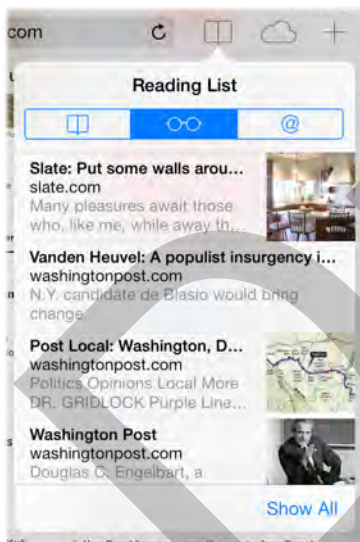 com
Reading List
@
Slate: Put some walls arou...
slate.com
Many pleasures await those
who, like me, while away th...
Vanden Heuvel: A populist insurgency i...
washingtonpost.com
N.Y. candidate de Blasio would bring
change.
Post Local: Washington, D...
washingtonpost.com
Politics Opinions Local More
DR. GRIDLOCK Purple Line...
Washington Post
washingtonpost.com
Douglas C. Engelbart, a
Show All